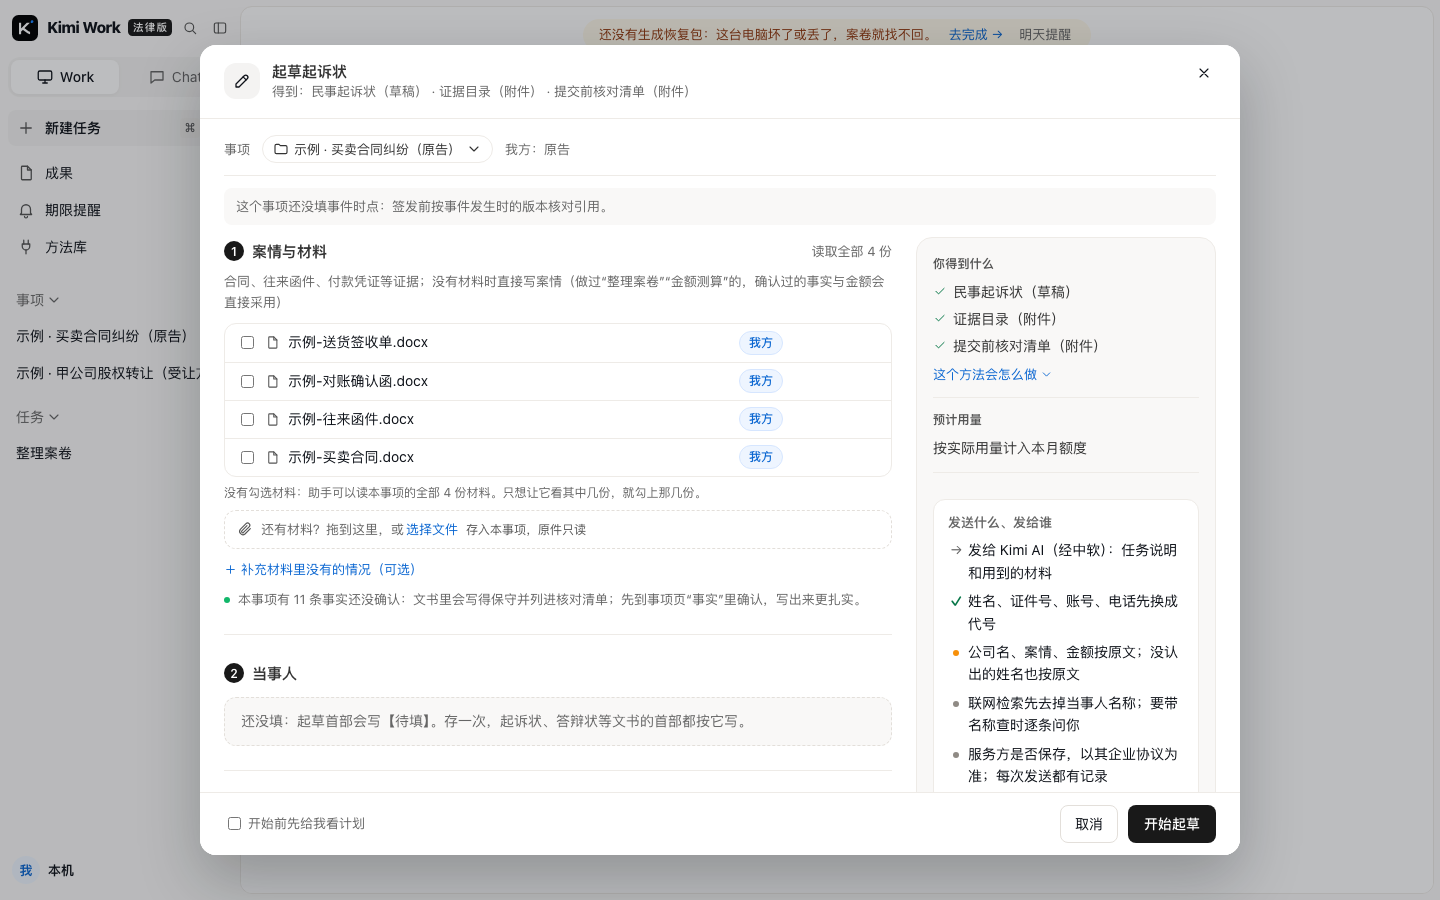 Kimi Work 法律版
还没有生成恢复包：这台电脑坏了或丢了，案卷就找不回。 去完成 → 明天提醒
Work
Chat
新建任务 ⌘
成果
期限提醒
方法库
事项
示例 · 买卖合同纠纷（原告）
示例 · 甲公司股权转让（受让
任务
整理案卷
我 本机
起草起诉状
得到：民事起诉状（草稿） · 证据目录（附件） · 提交前核对清单（附件）
事项 示例 · 买卖合同纠纷（原告） 我方：原告
这个事项还没填事件时点：签发前按事件发生时的版本核对引用。
1 案情与材料 读取全部 4 份
合同、往来函件、付款凭证等证据；没有材料时直接写案情（做过“整理案卷”“金额测算”的，确认过的事实与金额会
直接采用）
示例-送货签收单.docx 我方
示例-对账确认函.docx 我方
示例-往来函件.docx 我方
示例-买卖合同.docx 我方
没有勾选材料：助手可以读本事项的全部 4 份材料。只想让它看其中几份，就勾上那几份。
还有材料？拖到这里，或 选择文件 存入本事项，原件只读
+ 补充材料里没有的情况（可选）
本事项有 11 条事实还没确认：文书里会写得保守并列进核对清单；先到事项页“事实”里确认，写出来更扎实。
2 当事人
还没填：起草首部会写【待填】。存一次，起诉状、答辩状等文书的首部都按它写。
你得到什么
民事起诉状（草稿）
证据目录（附件）
提交前核对清单（附件）
这个方法会怎么做
预计用量
按实际用量计入本月额度
发送什么、发给谁
→ 发给 Kimi AI（经中软）：任务说明
和用到的材料
姓名、证件号、账号、电话先换成
代号
公司名、案情、金额按原文；没认
出的姓名也按原文
联网检索先去掉当事人名称；要带
名称查时逐条问你
服务方是否保存，以其企业协议为
准；每次发送都有记录
开始前先给我看计划
取消
开始起草